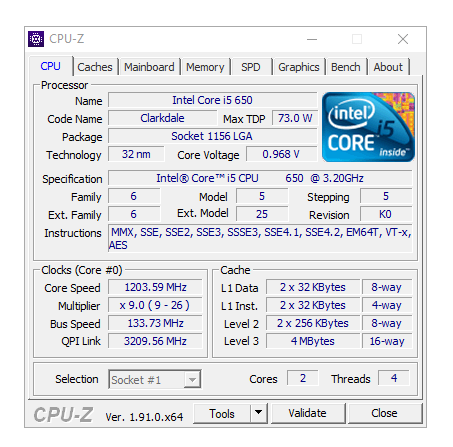 CPU-Z
CPU Caches Mainboard Memory SPD Graphics Bench About
Processor
Name Intel Core i5 650
Code Name Clarkdale Max TDP 73.0 W
Package Socket 1156 LGA
Technology 32 nm Core Voltage 0.968 V
(intel) i5
CORE inside™
Specification Intel® Core™ i5 CPU 650 @ 3.20GHz
Family 6 Model 5 Stepping 5
Ext. Family 6 Ext. Model 25 Revision K0
Instructions MMX, SSE, SSE2, SSE3, SSSE3, SSE4.1, SSE4.2, EM64T, VT-x,
AES
Clocks (Core #0)
Core Speed 1203.59 MHz
Multiplier x 9.0 ( 9 - 26 )
Bus Speed 133.73 MHz
QPI Link 3209.56 MHz
Cache
L1 Data 2 x 32 KBytes 8-way
L1 Inst. 2 x 32 KBytes 4-way
Level 2 2 x 256 KBytes 8-way
Level 3 4 MBytes 16-way
Selection Socket #1 Cores 2 Threads 4
CPU-Z Ver. 1.91.0.x64 Tools Validate Close